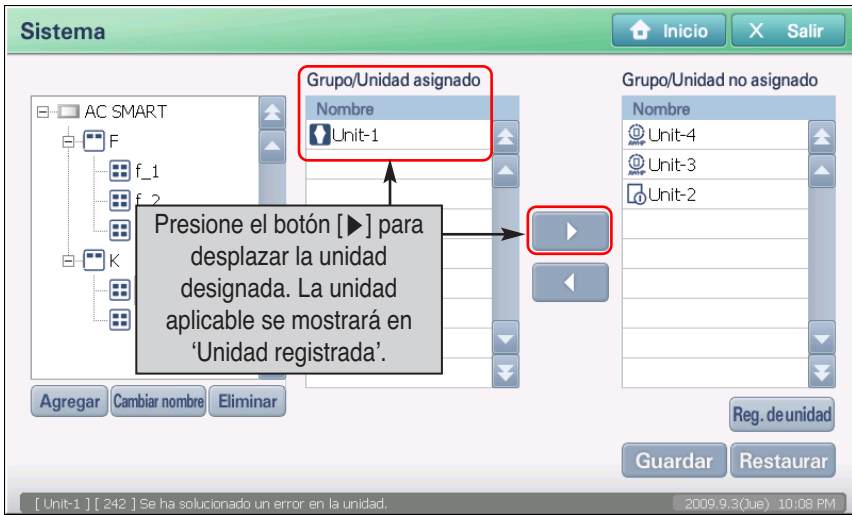 Sistema
Inicio
X Salir
AC SMART
F
f_1
f_2
K
Agregar
Cambiar nombre
Eliminar
Grupo/Unidad asignado
Nombre
Unit-1
Presione el botón [▶] para
desplazar la unidad
designada. La unidad
aplicable se mostrará en
‘Unidad registrada’.
Grupo/Unidad no asignado
Nombre
Unit-4
Unit-3
Unit-2
Reg. de unidad
Guardar
Restaurar
[ Unit-1 ] [ 242 ] Se ha solucionado un error en la unidad.
2009.9.3(Jue) 10:08 PM